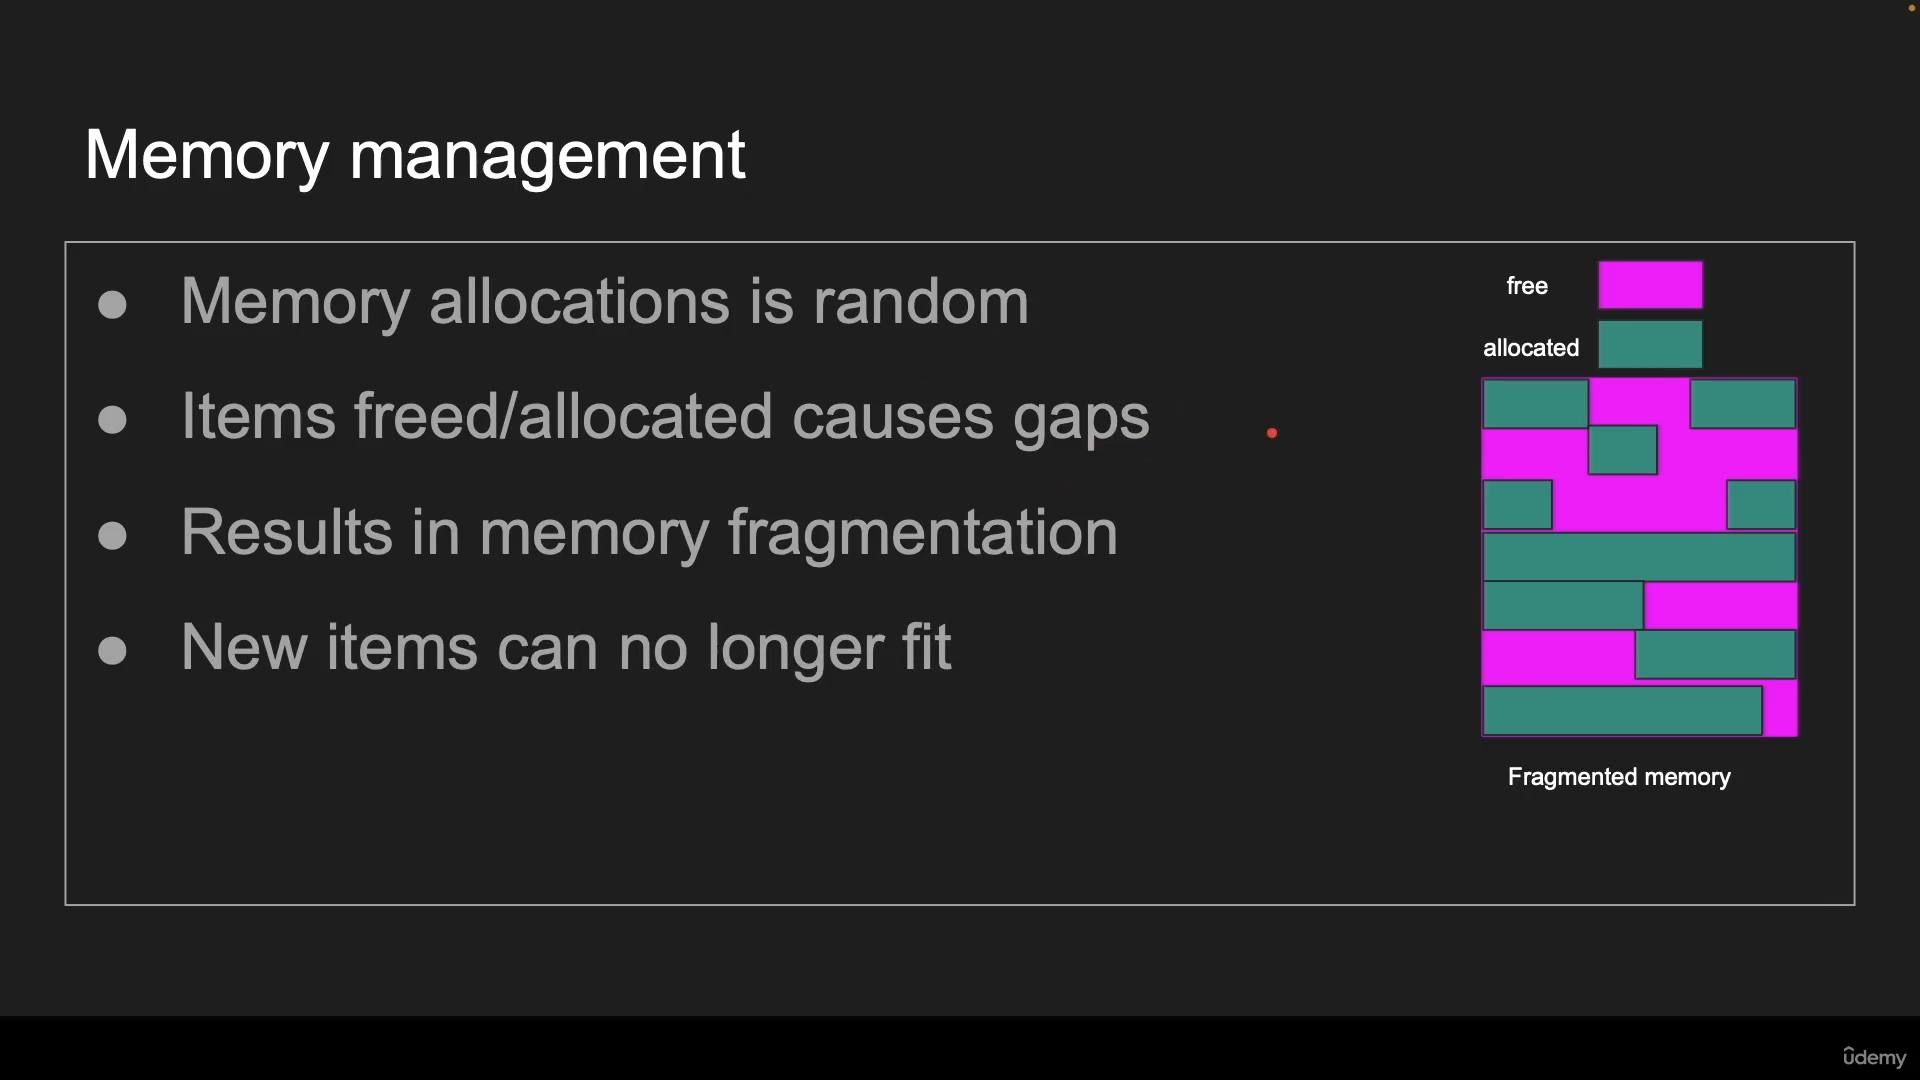 Memory management
● Memory allocations is random
● Items freed/allocated causes gaps
● Results in memory fragmentation
● New items can no longer fit
free
allocated
Fragmented memory
udemy